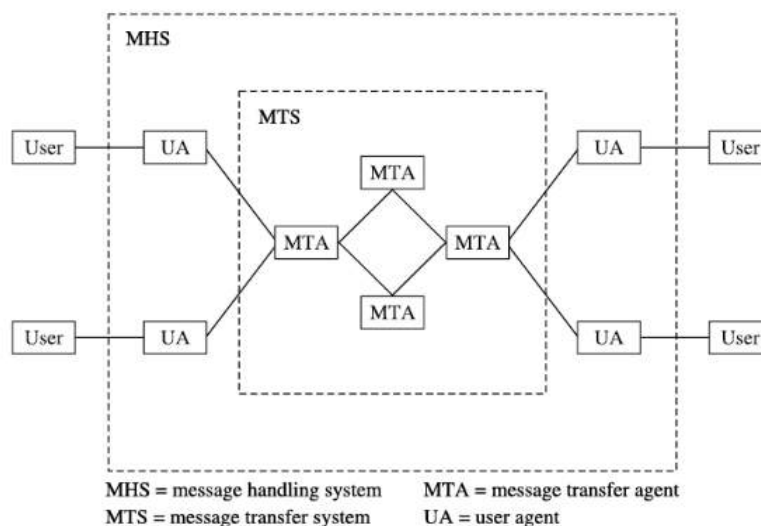 MHS
MTS
User UA UA User
MTA
MTA MTA
MTA
User UA UA User
MHS = message handling system MTA = message transfer agent
MTS = message transfer system UA = user agent